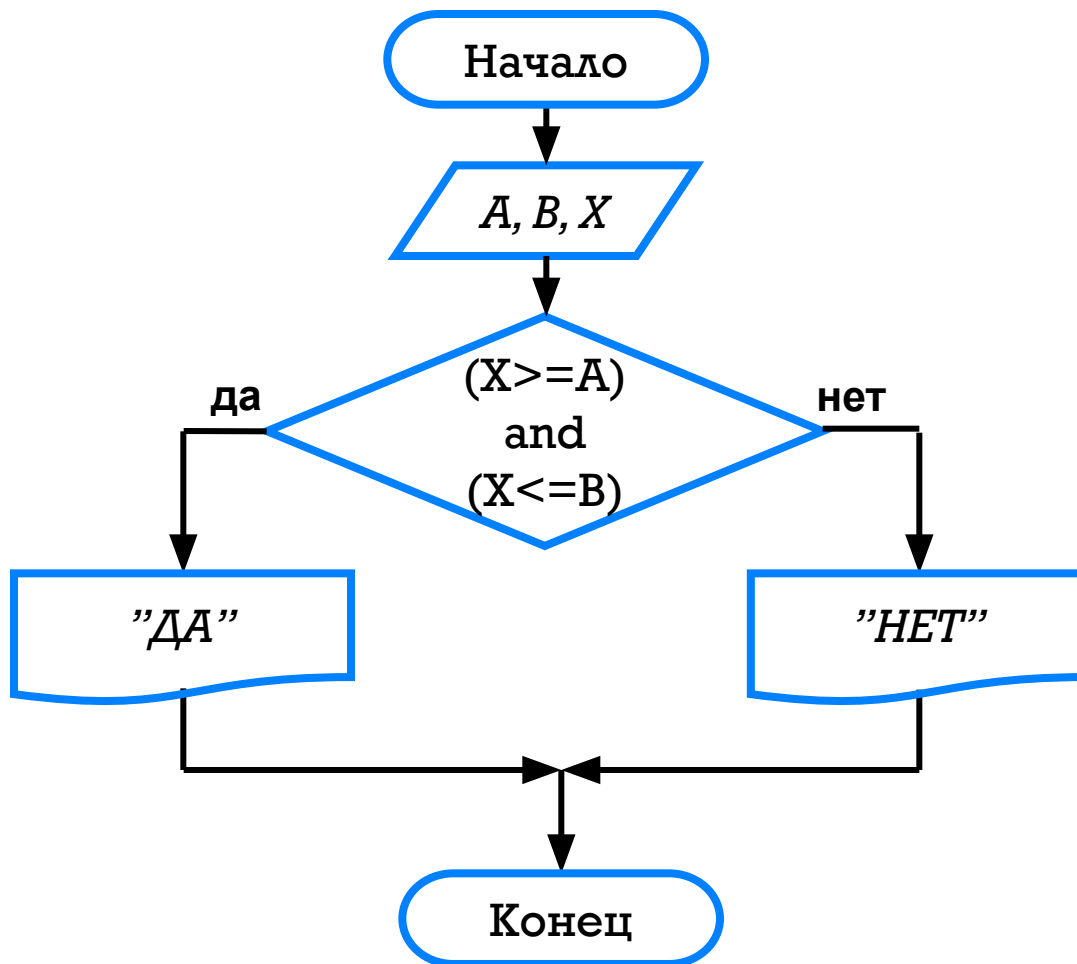 Начало
A, B, X
(X>=A)
and
(X<=B)
да
нет
”ДА”
”НЕТ”
Конец